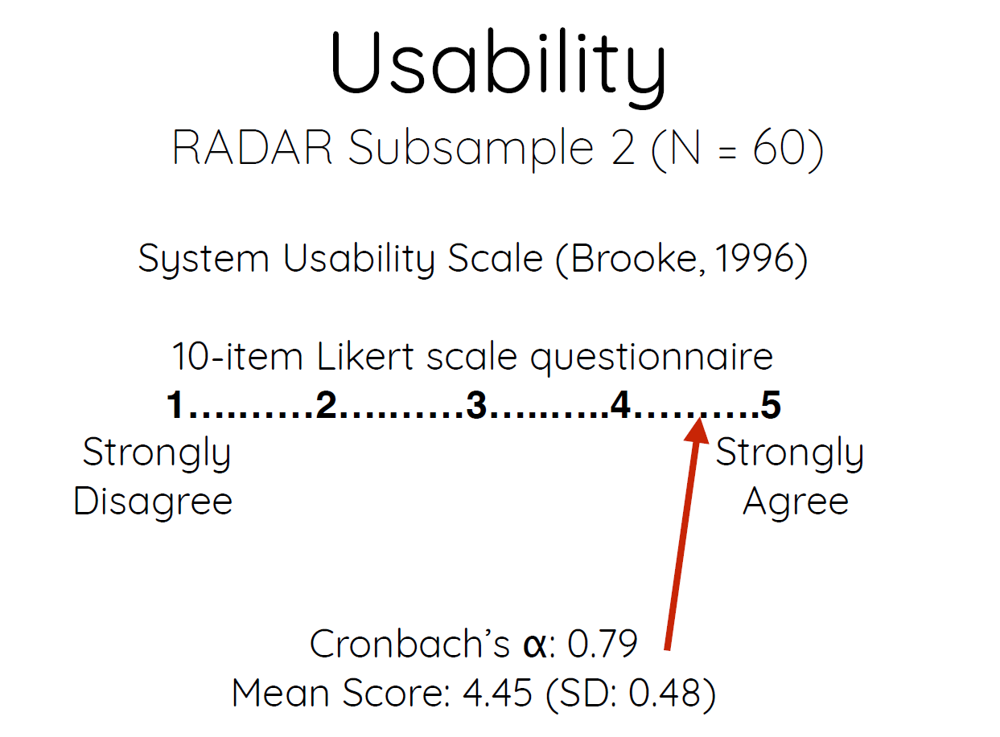 Usability
RADAR Subsample 2 (N = 60)
System Usability Scale (Brooke, 1996)
10-item Likert scale questionnaire
1..........2..........3..........4..........5
Strongly Disagree
Strongly Agree
Cronbach’s α: 0.79
Mean Score: 4.45 (SD: 0.48)